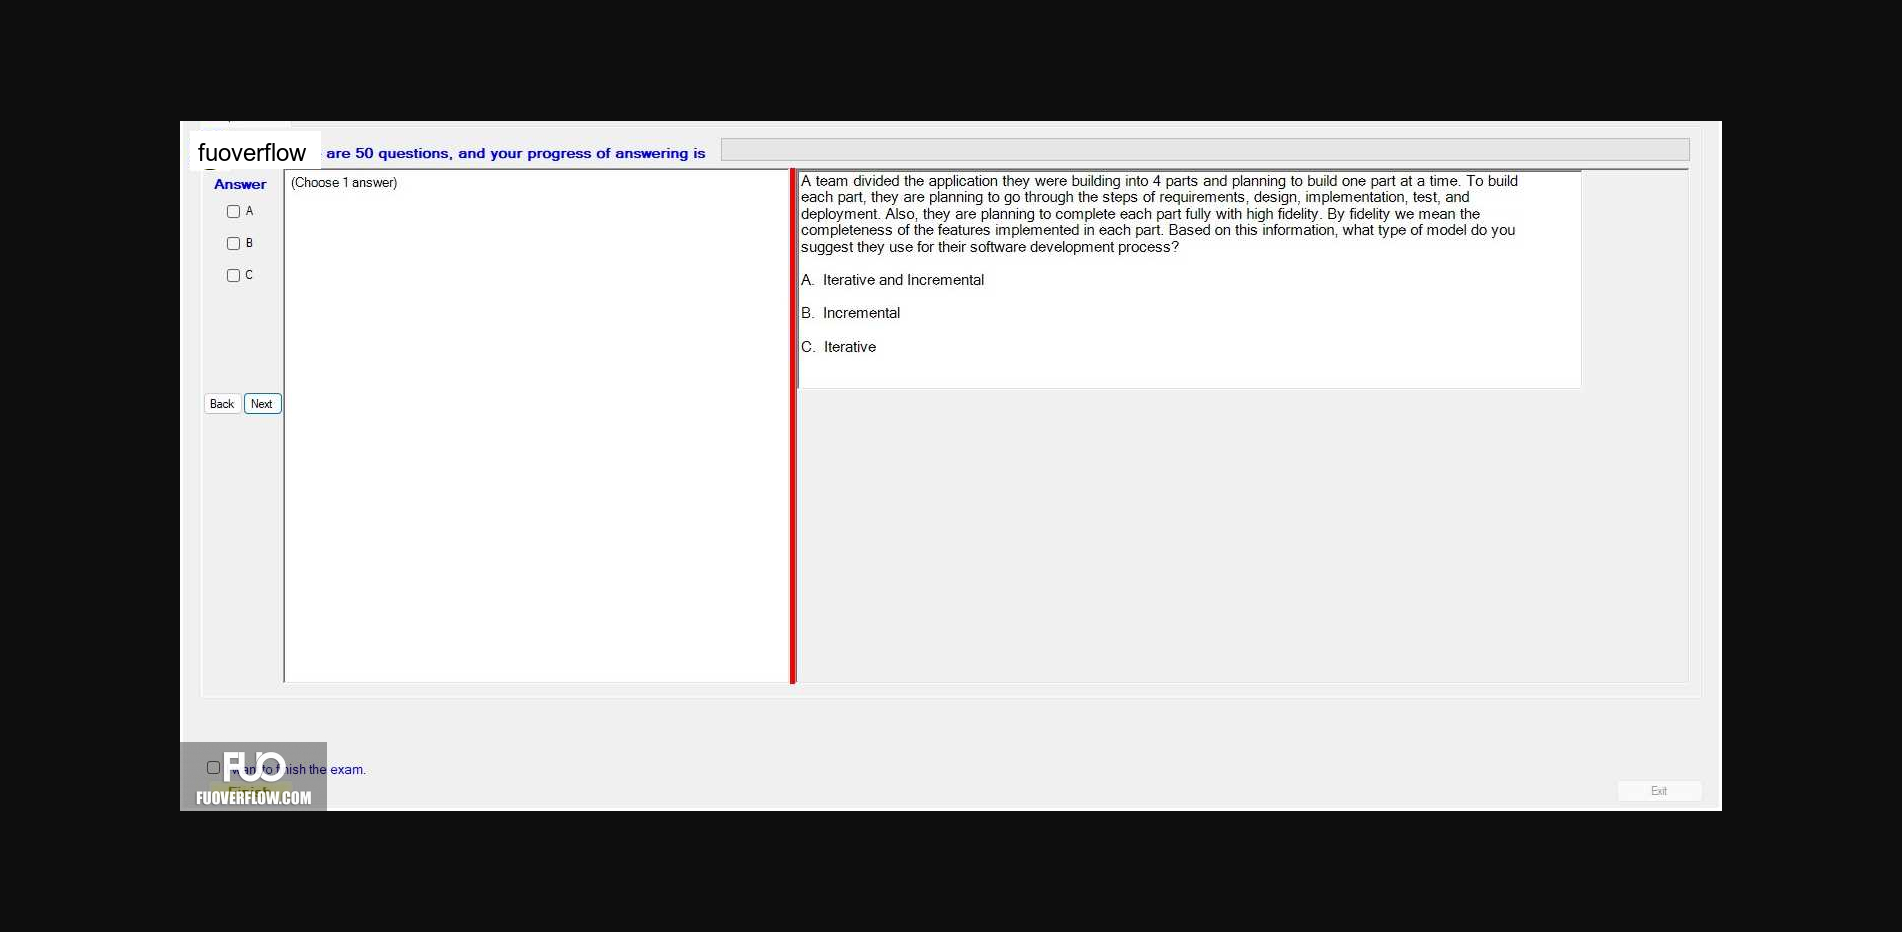 fuoverflow are 50 questions, and your progress of answering is
Answer
(Choose 1 answer)
A
B
C
Back Next
A team divided the application they were building into 4 parts and planning to build one part at a time. To build
each part, they are planning to go through the steps of requirements, design, implementation, test, and
deployment. Also, they are planning to complete each part fully with high fidelity. By fidelity we mean the
completeness of the features implemented in each part. Based on this information, what type of model do you
suggest they use for their software development process?
A. Iterative and Incremental
B. Incremental
C. Iterative
FUO
want to finish the exam.
Finish
FUOVERFLOW.COM
Exit